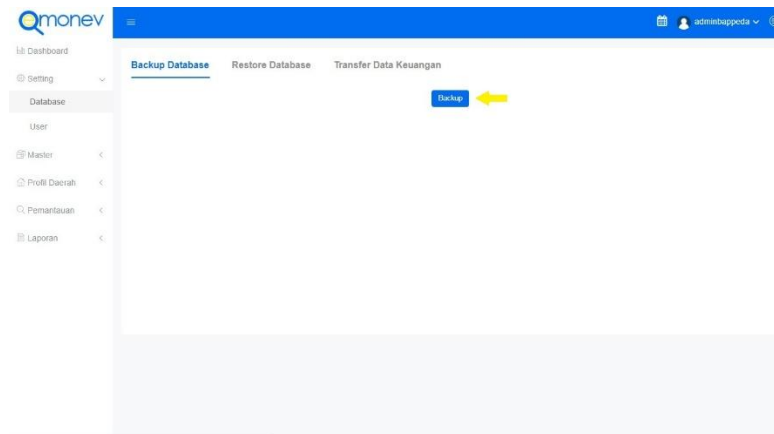 Qmonev
adminbappeda
Dashboard
Setting
Database
User
Master
Profil Daerah
Pemantauan
Laporan
Backup Database
Restore Database
Transfer Data Keuangan
Backup